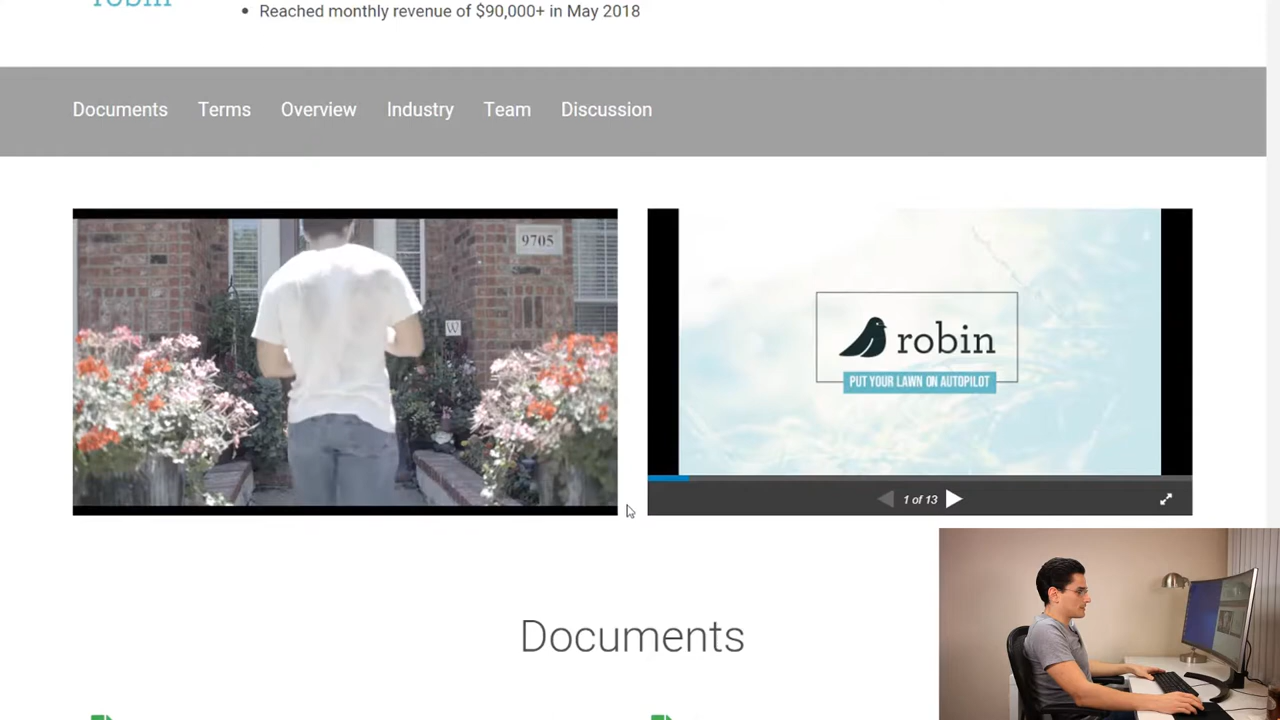 robin
Reached monthly revenue of $90,000+ in May 2018
Documents Terms Overview Industry Team Discussion
9705
W
robin
PUT YOUR LAWN ON AUTOPILOT
1 of 13
Documents